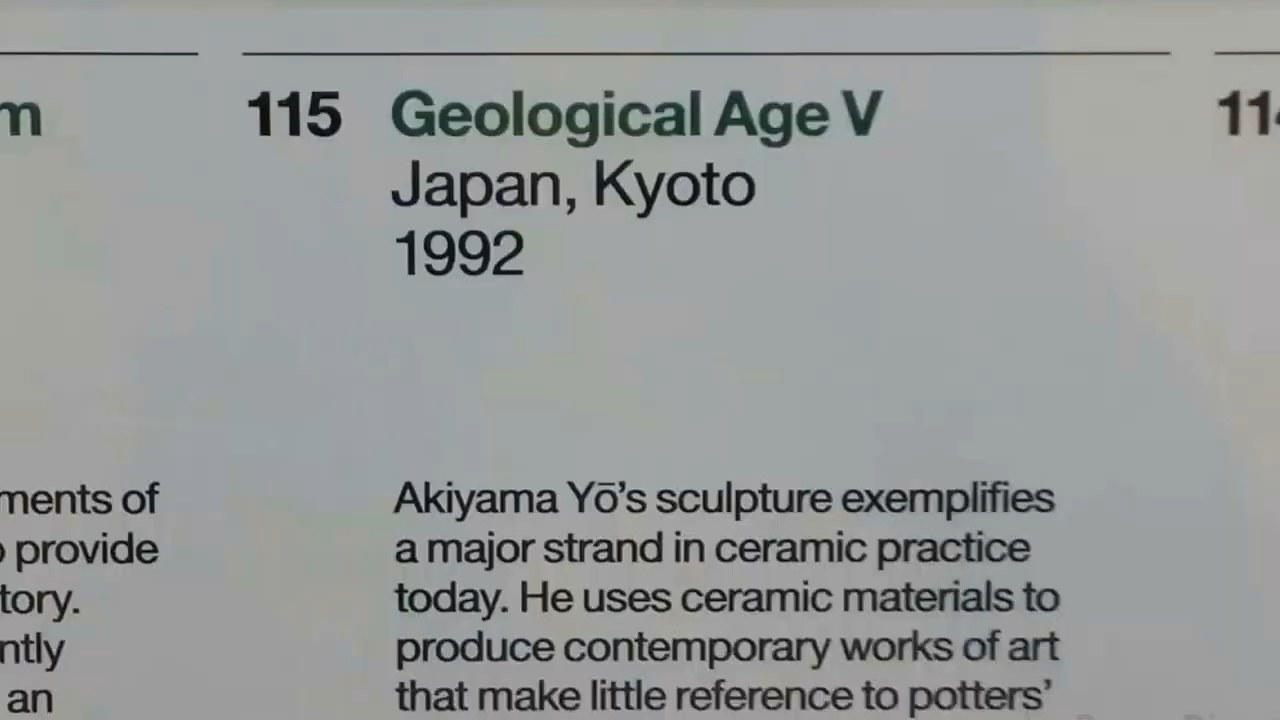 m
115 Geological Age V
Japan, Kyoto
1992
ments of
provide
tory.
ntly
an
Akiyama Yō’s sculpture exemplifies
a major strand in ceramic practice
today. He uses ceramic materials to
produce contemporary works of art
that make little reference to potters’